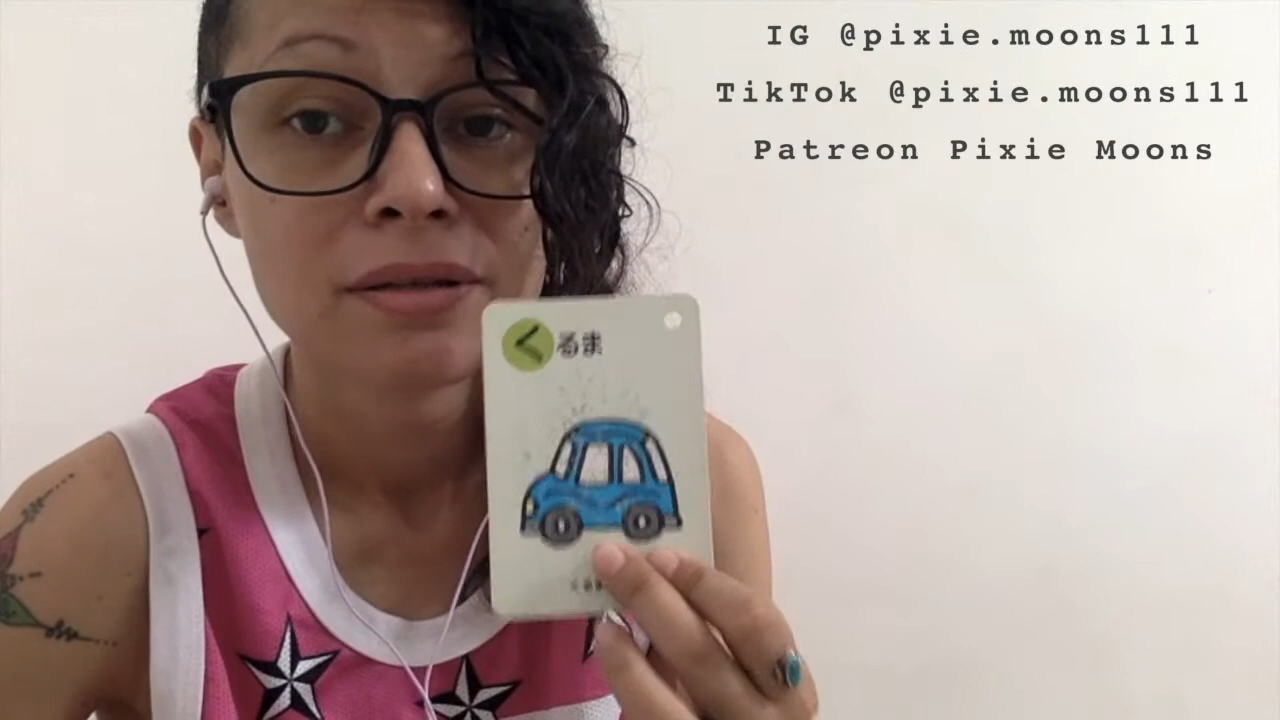 IG @pixie.moons111
TikTok @pixie.moons111
Patreon Pixie Moons
くるま